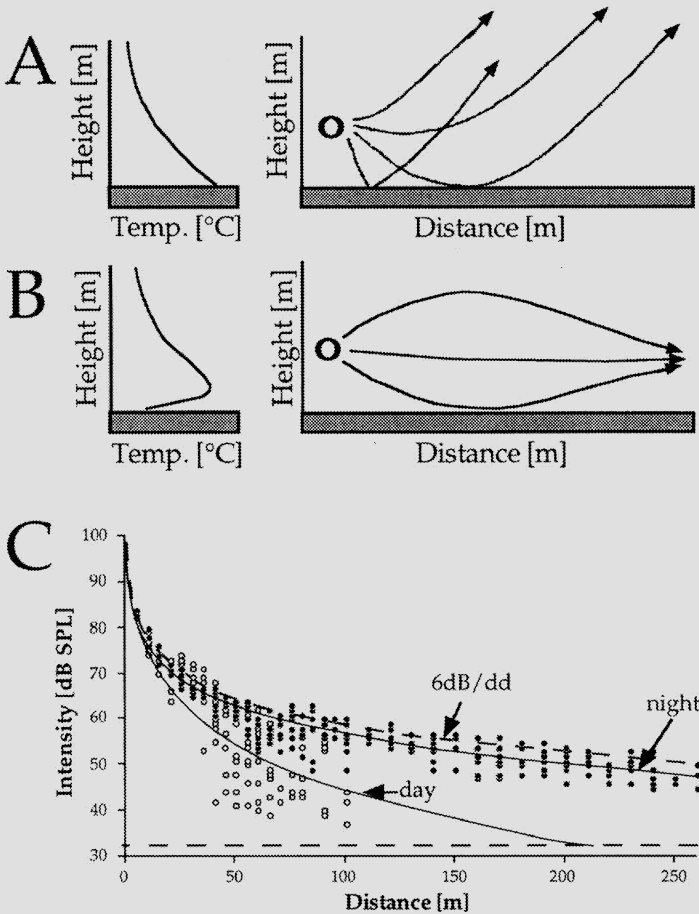 A
Height [m]
Temp. [°C]
Height [m]
Distance [m]
B
Height [m]
Temp. [°C]
Height [m]
Distance [m]
C
Intensity [dB SPL]
100
90
80
70
60
50
40
30
6dB/dd
night
day
0
50
100
150
200
250
Distance [m]